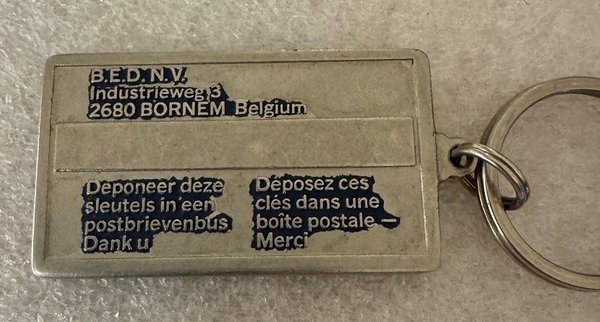 B.E.D. N.V.
Industrieweg 3
2680 BORNEM Belgium
Deponeer deze
sleutels in een
postbrievenbus
Dank u
Déposez ces
clés dans une
boîte postale —
Merci